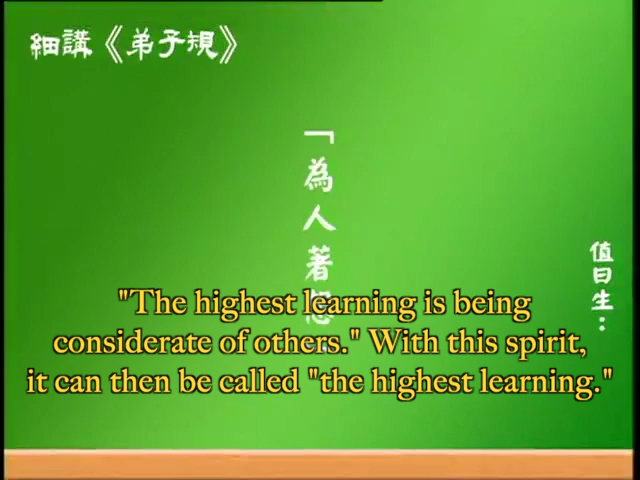 細講《弟子規》
「為人著想
值日生：
"The highest learning is being
considerate of others." With this spirit,
it can then be called "the highest learning."